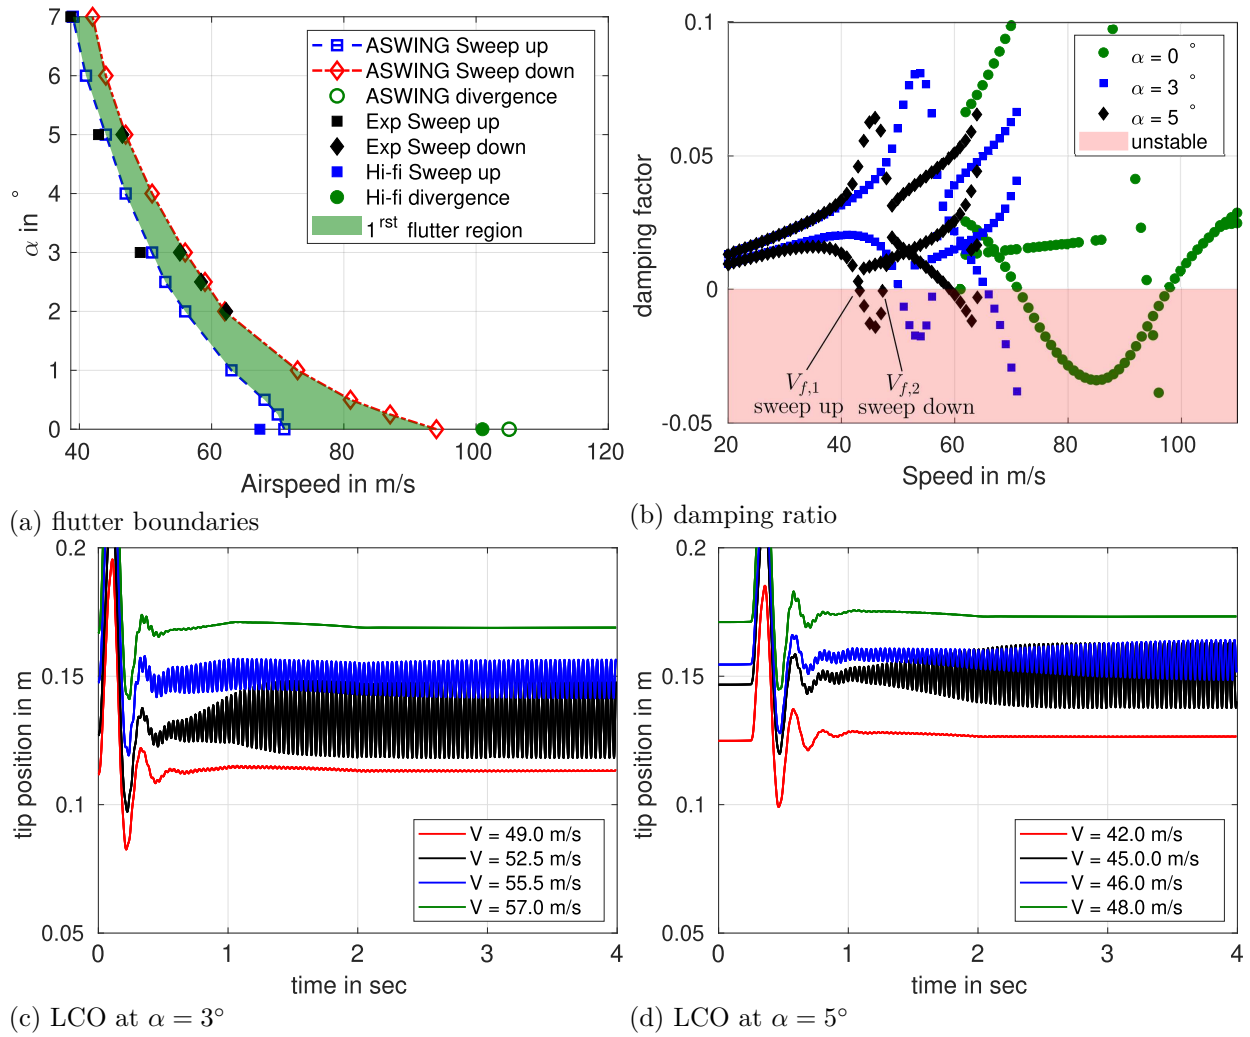 7
6
5
4
3
2
1
0
α in °
40
60
80
100
120
Airspeed in m/s
ASWING Sweep up
ASWING Sweep down
ASWING divergence
Exp Sweep up
Exp Sweep down
Hi-fi Sweep up
Hi-fi divergence
1rst flutter region
(a) flutter boundaries
0.1
0.05
0
-0.05
damping factor
20
40
60
80
100
Speed in m/s
α = 0 °
α = 3 °
α = 5 °
unstable
Vf,1
sweep up
Vf,2
sweep down
(b) damping ratio
0.2
0.15
0.1
0.05
tip position in m
0
1
2
3
4
time in sec
V = 49.0 m/s
V = 52.5 m/s
V = 55.5 m/s
V = 57.0 m/s
(c) LCO at α = 3°
0.2
0.15
0.1
0.05
tip position in m
0
1
2
3
4
time in sec
V = 42.0 m/s
V = 45.0.0 m/s
V = 46.0 m/s
V = 48.0 m/s
(d) LCO at α = 5°